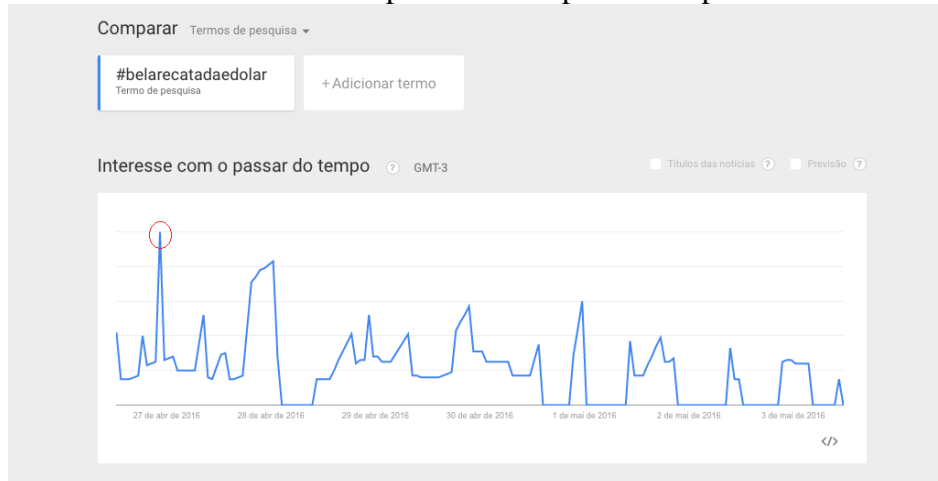 Comparar Termos de pesquisa
#belarecatadaedolar
Termo de pesquisa
+Adicionar termo
Interesse com o passar do tempo ? GMT-3
Títulos das notícias ? Previsão ?
27 de abr de 2016 28 de abr de 2016 29 de abr de 2016 30 de abr de 2016 1 de mai de 2016 2 de mai de 2016 3 de mai de 2016
</>